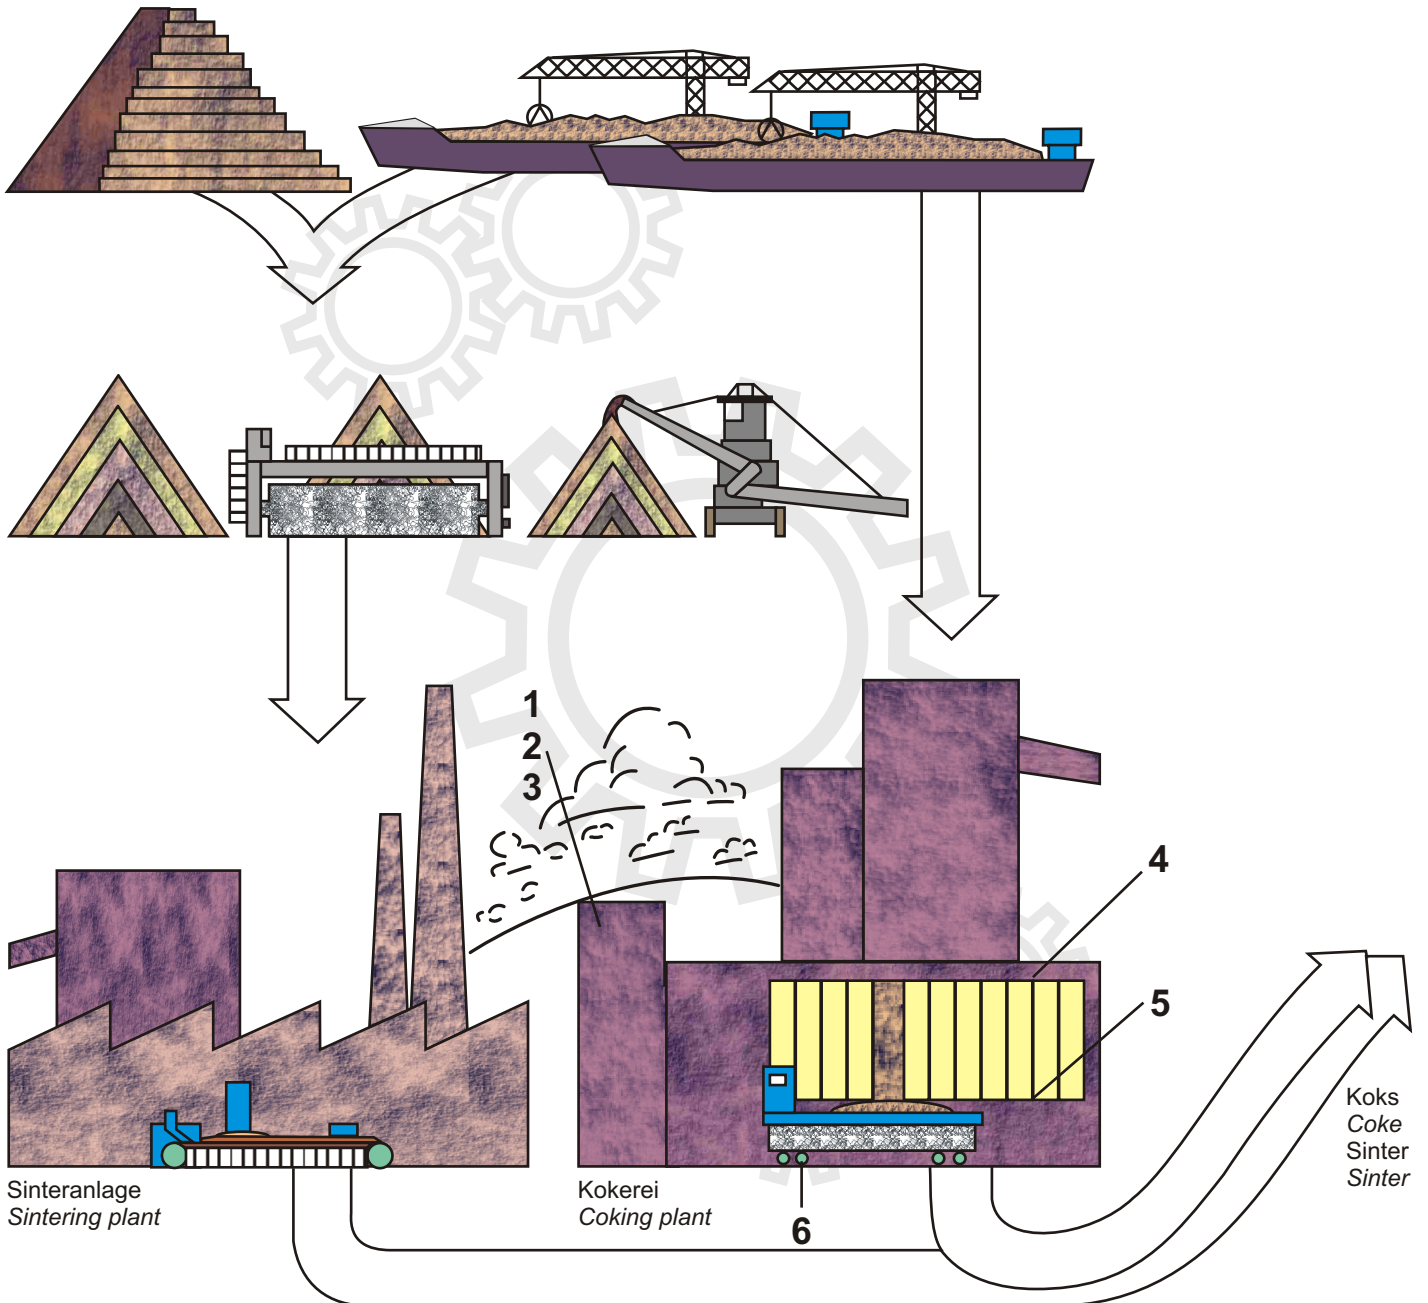 1
2
3
4
5
Koks
Coke
Sinter
Sinter
Sinteranlage
Sintering plant
Kokerei
Coking plant
6